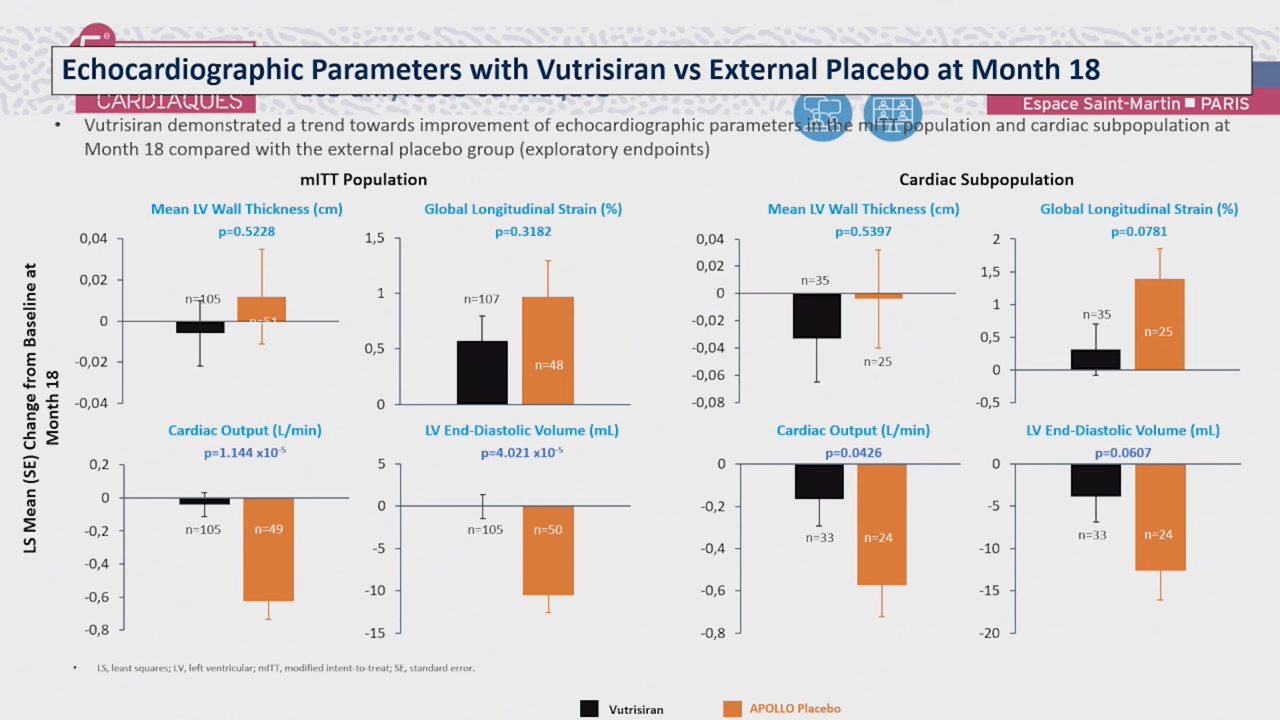 e
Echocardiographic Parameters with Vutrisiran vs External Placebo at Month 18
CARDIAQUES
Espace Saint-Martin ■ PARIS
• Vutrisiran demonstrated a trend towards improvement of echocardiographic parameters in the mITT population and cardiac subpopulation at
Month 18 compared with the external placebo group (exploratory endpoints)
mITT Population
Cardiac Subpopulation
LS Mean (SE) Change from Baseline at
Month 18
Mean LV Wall Thickness (cm)
p=0.5228
0,04
0,02
0
-0,02
-0,04
n=105
n=51
Global Longitudinal Strain (%)
p=0.3182
1,5
1
0,5
0
n=107
n=48
Mean LV Wall Thickness (cm)
p=0.5397
0,04
0,02
0
-0,02
-0,04
-0,06
-0,08
n=35
n=25
Global Longitudinal Strain (%)
p=0.0781
2
1,5
1
0,5
0
-0,5
n=35
n=25
Cardiac Output (L/min)
p=1.144 x10-5
0,2
0
-0,2
-0,4
-0,6
-0,8
n=105
n=49
LV End-Diastolic Volume (mL)
p=4.021 x10-5
5
0
-5
-10
-15
n=105
n=50
Cardiac Output (L/min)
p=0.0426
0
-0,2
-0,4
-0,6
-0,8
n=33
n=24
LV End-Diastolic Volume (mL)
p=0.0607
0
-5
-10
-15
-20
n=33
n=24
• LS, least squares; LV, left ventricular; mITT, modified intent-to-treat; SE, standard error.
Vutrisiran
APOLLO Placebo